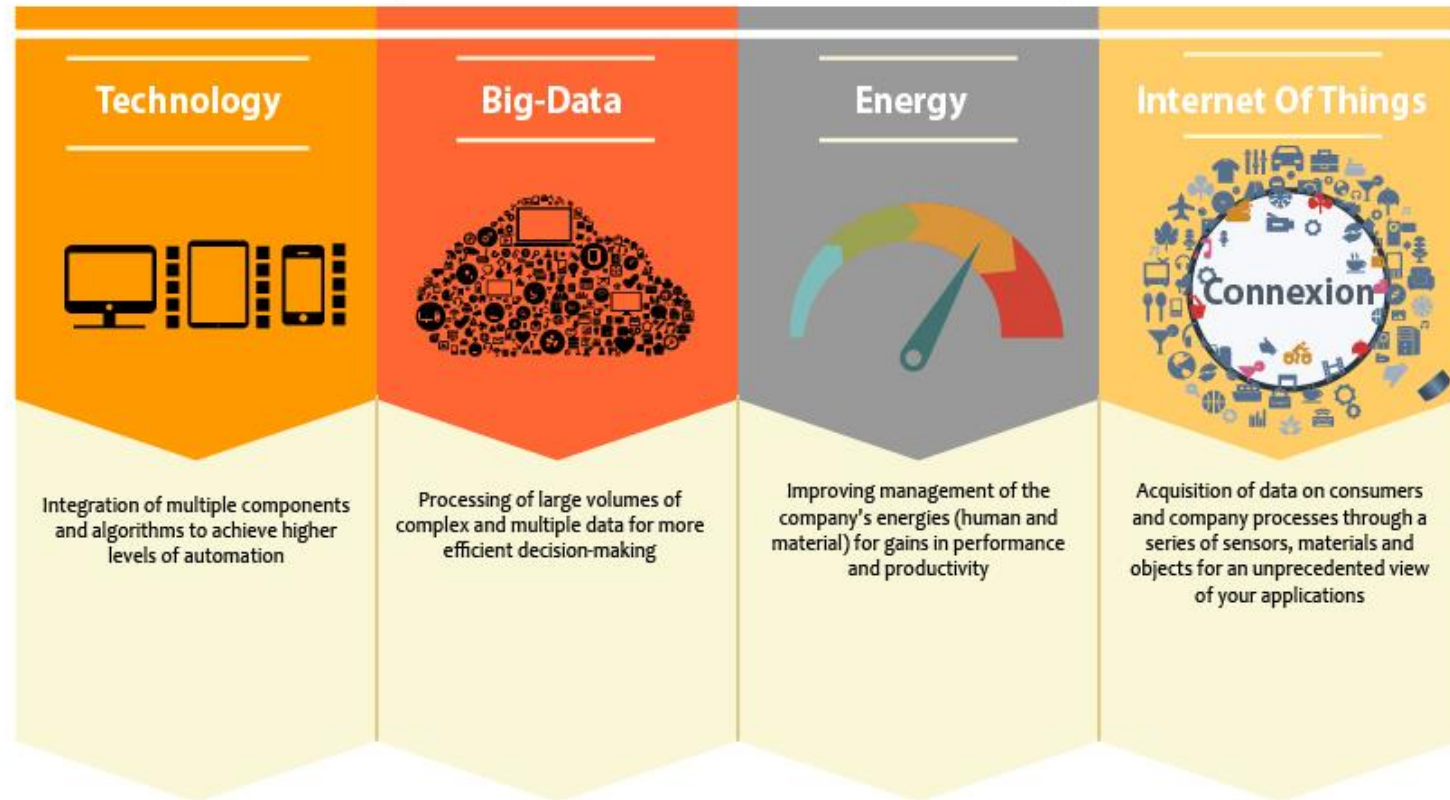 Technology
Integration of multiple components
and algorithms to achieve higher
levels of automation
Big-Data
Processing of large volumes of
complex and multiple data for more
efficient decision-making
Energy
Improving management of the
company's energies (human and
material) for gains in performance
and productivity
Internet Of Things
Connexion
Acquisition of data on consumers
and company processes through a
series of sensors, materials and
objects for an unprecedented view
of your applications